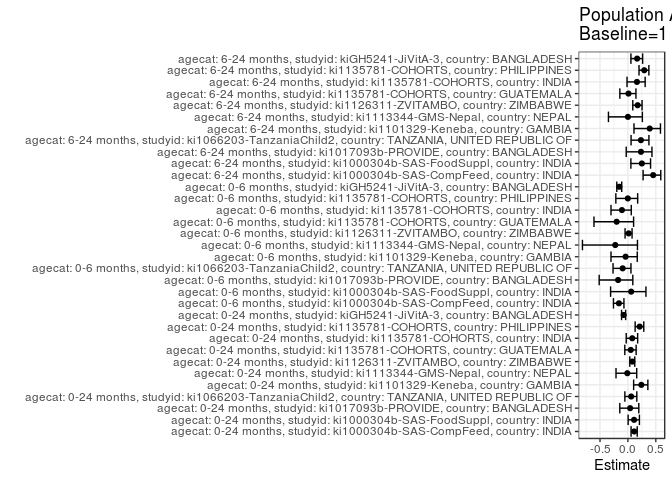 Population A
Baseline=1
agecat: 6-24 months, studyid: kiGH5241-JiVitA-3, country: BANGLADESH
agecat: 6-24 months, studyid: ki1135781-COHORTS, country: PHILIPPINES
agecat: 6-24 months, studyid: ki1135781-COHORTS, country: INDIA
agecat: 6-24 months, studyid: ki1135781-COHORTS, country: GUATEMALA
agecat: 6-24 months, studyid: ki1126311-ZVITAMBO, country: ZIMBABWE
agecat: 6-24 months, studyid: ki1113344-GMS-Nepal, country: NEPAL
agecat: 6-24 months, studyid: ki1101329-Keneba, country: GAMBIA
agecat: 6-24 months, studyid: ki1066203-TanzaniaChild2, country: TANZANIA, UNITED REPUBLIC OF
agecat: 6-24 months, studyid: ki1017093b-PROVIDE, country: BANGLADESH
agecat: 6-24 months, studyid: ki1000304b-SAS-FoodSuppl, country: INDIA
agecat: 6-24 months, studyid: ki1000304b-SAS-CompFeed, country: INDIA
agecat: 0-6 months, studyid: kiGH5241-JiVitA-3, country: BANGLADESH
agecat: 0-6 months, studyid: ki1135781-COHORTS, country: PHILIPPINES
agecat: 0-6 months, studyid: ki1135781-COHORTS, country: INDIA
agecat: 0-6 months, studyid: ki1135781-COHORTS, country: GUATEMALA
agecat: 0-6 months, studyid: ki1126311-ZVITAMBO, country: ZIMBABWE
agecat: 0-6 months, studyid: ki1113344-GMS-Nepal, country: NEPAL
agecat: 0-6 months, studyid: ki1101329-Keneba, country: GAMBIA
agecat: 0-6 months, studyid: ki1066203-TanzaniaChild2, country: TANZANIA, UNITED REPUBLIC OF
agecat: 0-6 months, studyid: ki1017093b-PROVIDE, country: BANGLADESH
agecat: 0-6 months, studyid: ki1000304b-SAS-FoodSuppl, country: INDIA
agecat: 0-6 months, studyid: ki1000304b-SAS-CompFeed, country: INDIA
agecat: 0-24 months, studyid: kiGH5241-JiVitA-3, country: BANGLADESH
agecat: 0-24 months, studyid: ki1135781-COHORTS, country: PHILIPPINES
agecat: 0-24 months, studyid: ki1135781-COHORTS, country: INDIA
agecat: 0-24 months, studyid: ki1135781-COHORTS, country: GUATEMALA
agecat: 0-24 months, studyid: ki1126311-ZVITAMBO, country: ZIMBABWE
agecat: 0-24 months, studyid: ki1113344-GMS-Nepal, country: NEPAL
agecat: 0-24 months, studyid: ki1101329-Keneba, country: GAMBIA
agecat: 0-24 months, studyid: ki1066203-TanzaniaChild2, country: TANZANIA, UNITED REPUBLIC OF
agecat: 0-24 months, studyid: ki1017093b-PROVIDE, country: BANGLADESH
agecat: 0-24 months, studyid: ki1000304b-SAS-FoodSuppl, country: INDIA
agecat: 0-24 months, studyid: ki1000304b-SAS-CompFeed, country: INDIA
-0.5 0.0 0.5
Estimate